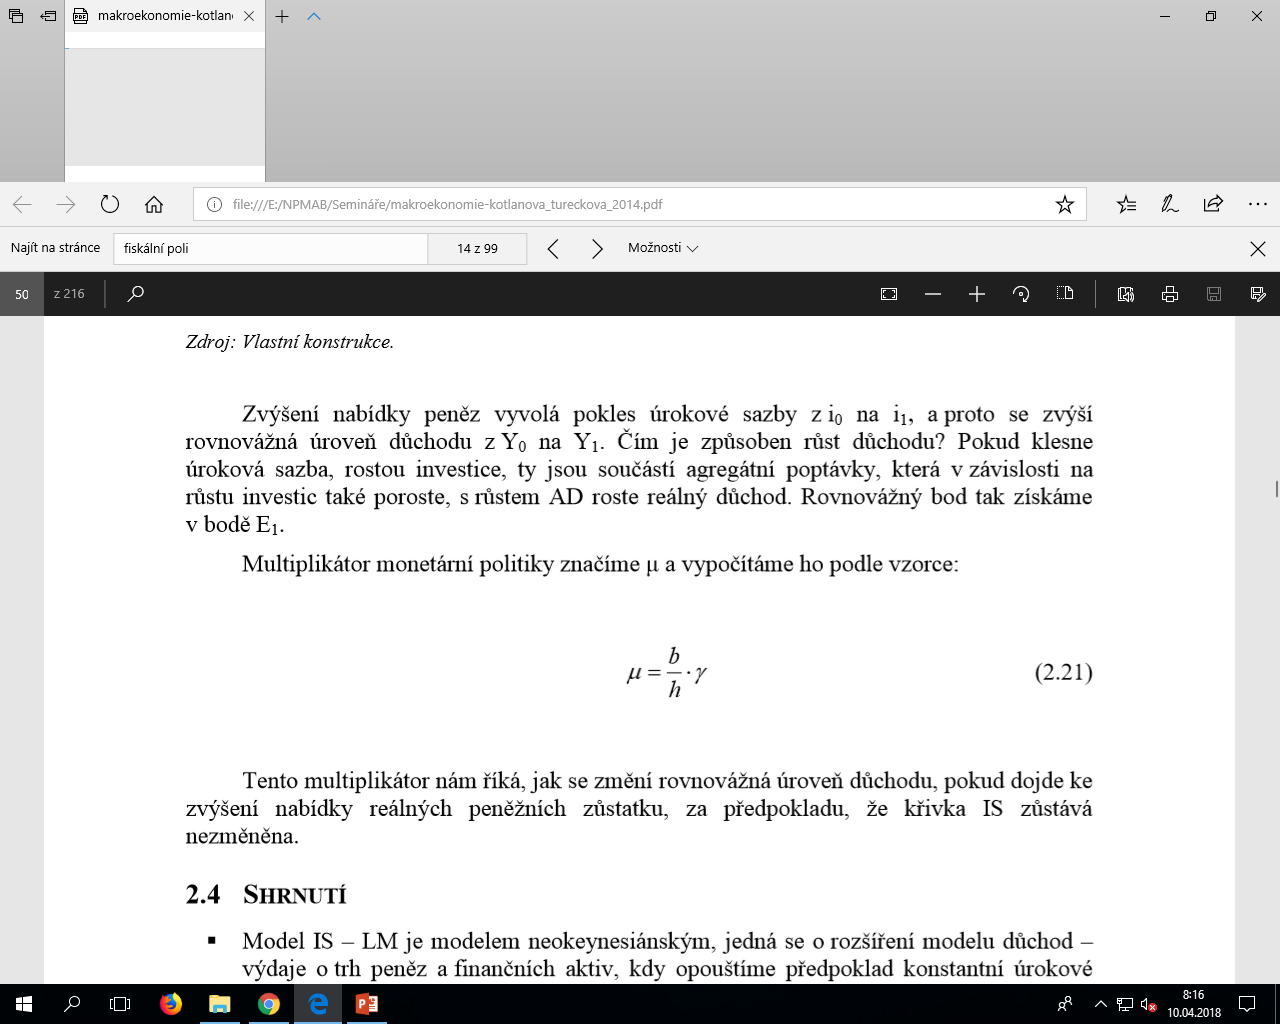 makroekonomie-kotlan
file:///E:/NPMAB/Semináře/makroekonomie-kotlanova_tureckova_2014.pdf
Najít na stránce
fiskální poli
14 z 99
Možnosti
50
z 216
Zdroj: Vlastní konstrukce.
Zvýšení nabídky peněz vyvolá pokles úrokové sazby z i0 na i1, a proto se zvýší
rovnovážná úroveň důchodu z Y0 na Y1. Čím je způsoben růst důchodu? Pokud klesne
úroková sazba, rostou investice, ty jsou součástí agregátní poptávky, která v závislosti na
růstu investic také poroste, s růstem AD roste reálný důchod. Rovnovážný bod tak získáme
v bodě E1.
Multiplikátor monetární politiky značíme μ a vypočítáme ho podle vzorce:
μ = b/h · γ (2.21)
Tento multiplikátor nám říká, jak se změní rovnovážná úroveň důchodu, pokud dojde ke
zvýšení nabídky reálných peněžních zůstatku, za předpokladu, že křivka IS zůstává
nezměněna.
2.4 SHRNUTÍ
▪ Model IS – LM je modelem neokeynesiánským, jedná se o rozšíření modelu důchod –
výdaje o trh peněz a finančních aktiv, kdy opouštíme předpoklad konstantní úrokové
8:16
10.04.2018